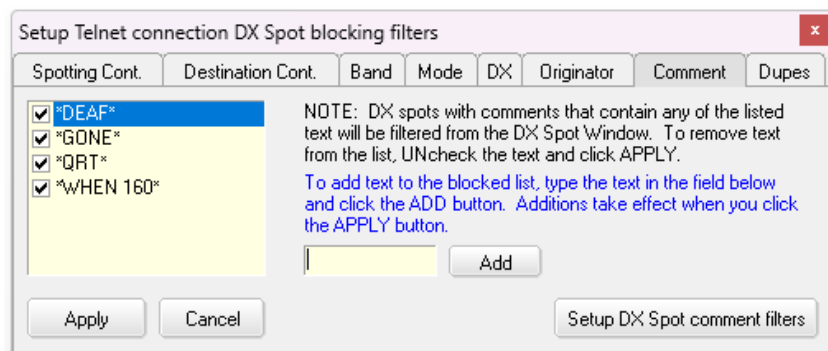 Setup Telnet connection DX Spot blocking filters
x
Spotting Cont. Destination Cont. Band Mode DX Originator Comment Dupes
*DEAF*
*GONE*
*QRT*
*WHEN 160*
NOTE: DX spots with comments that contain any of the listed
text will be filtered from the DX Spot Window. To remove text
from the list, UNcheck the text and click APPLY.
To add text to the blocked list, type the text in the field below
and click the ADD button. Additions take effect when you click
the APPLY button.
Add
Apply Cancel Setup DX Spot comment filters